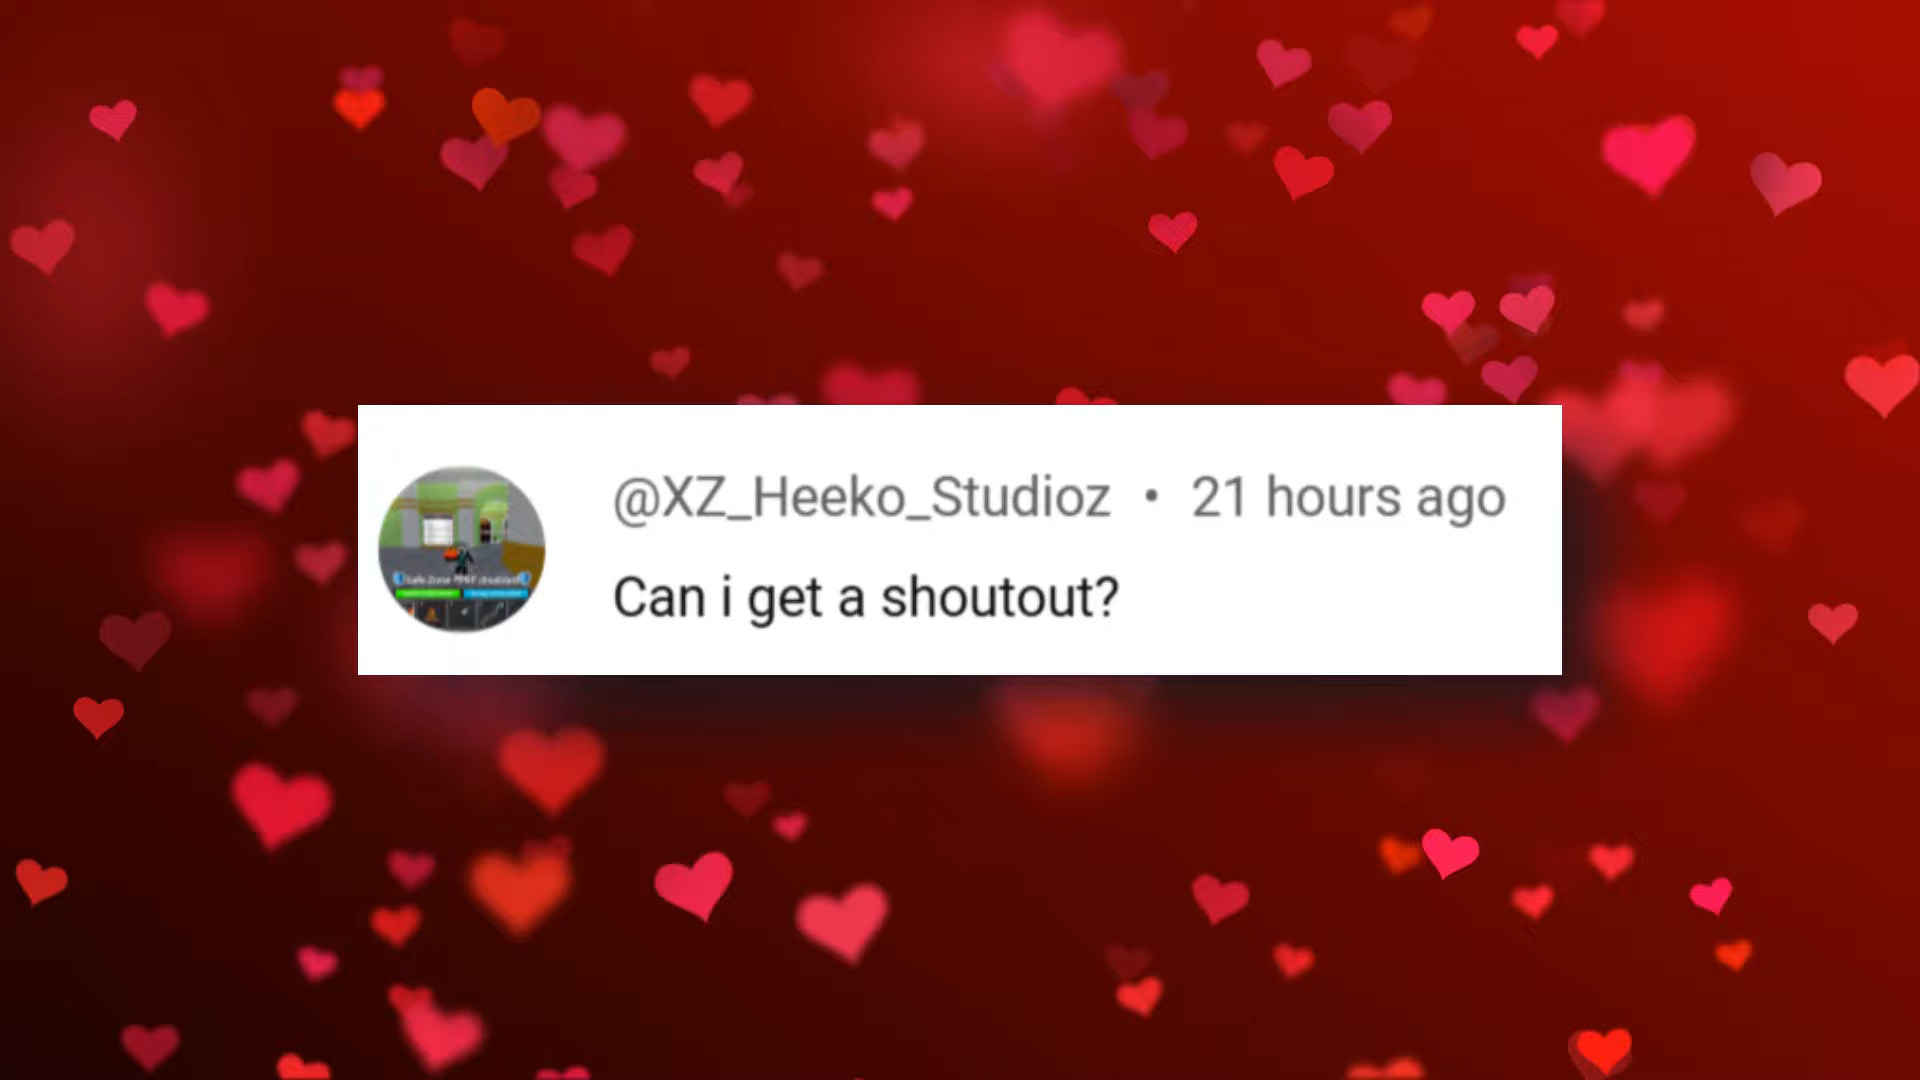 @XZ_Heeko_Studioz • 21 hours ago
Can i get a shoutout?